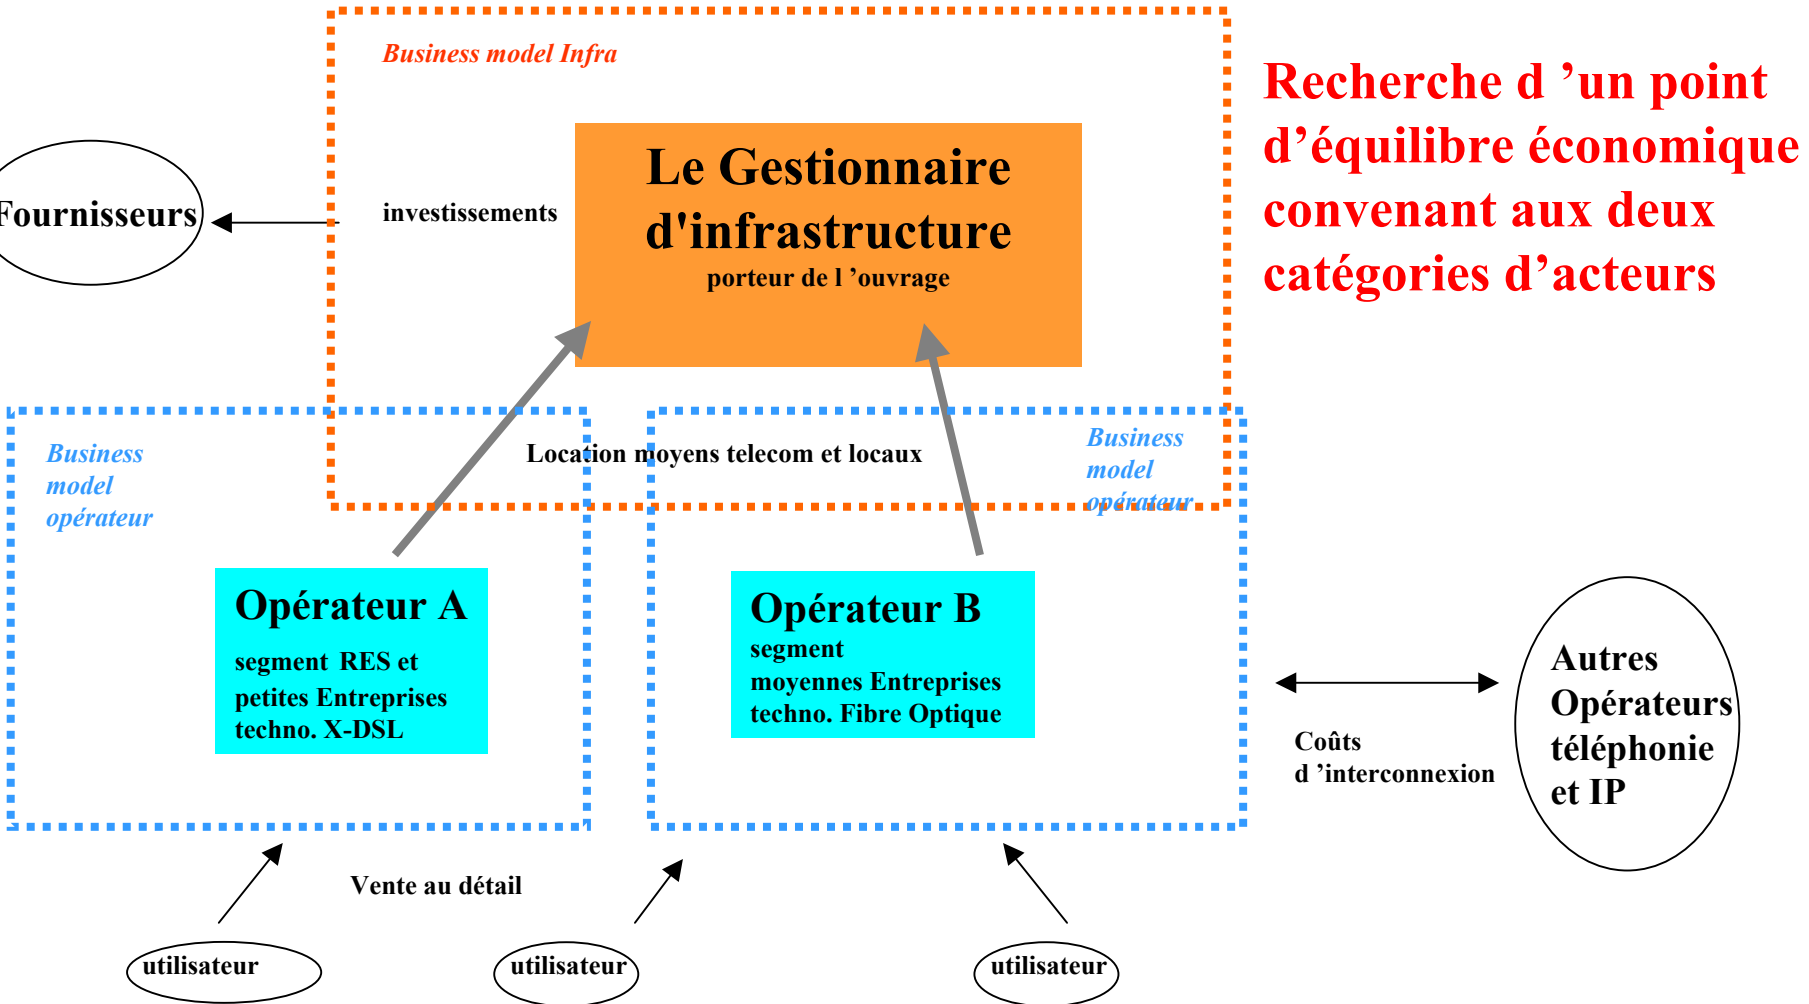 Business model Infra
Recherche d ’un point
d’équilibre économique
convenant aux deux
catégories d’acteurs
Le Gestionnaire
d'infrastructure
porteur de l ’ouvrage
Fournisseurs
investissements
Business
model
opérateur
Location moyens telecom et locaux
Business
model
opérateur
Opérateur A
segment RES et
petites Entreprises
techno. X-DSL
Opérateur B
segment
moyennes Entreprises
techno. Fibre Optique
Autres
Opérateurs
téléphonie
et IP
Coûts
d ’interconnexion
Vente au détail
utilisateur
utilisateur
utilisateur